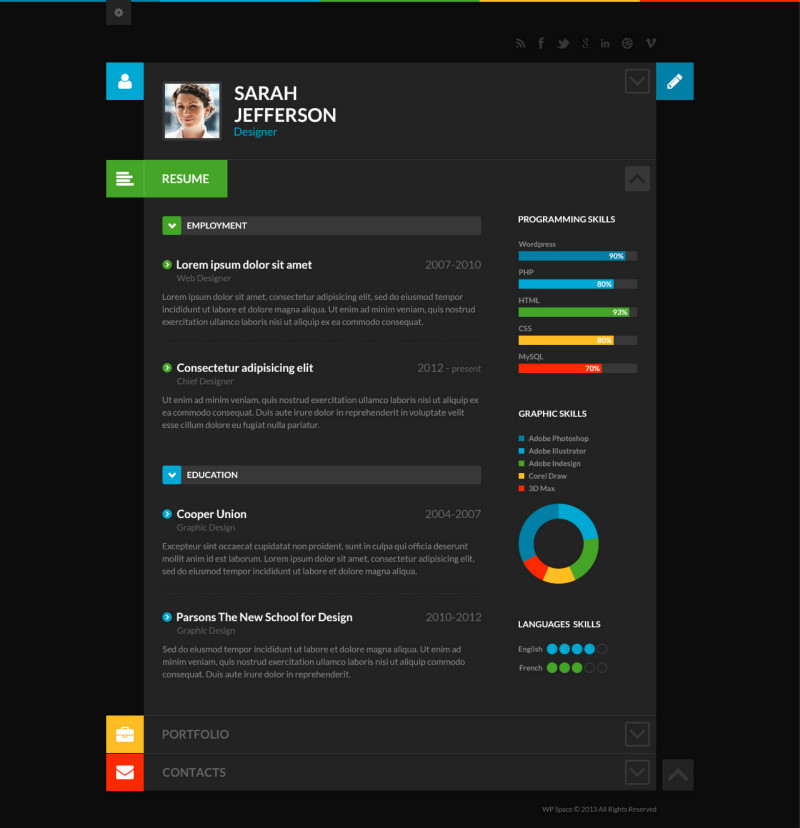 SARAH
JEFFERSON
Designer
RESUME
EMPLOYMENT
Lorem ipsum dolor sit amet 2007-2010
Web Designer
Lorem ipsum dolor sit amet, consectetur adipisicing elit, sed do eiusmod tempor
incididunt ut labore et dolore magna aliqua. Ut enim ad minim veniam, quis nostrud
exercitation ullamco laboris nisi ut aliquip ex ea commodo consequat.
Consectetur adipisicing elit 2012 - present
Chief Designer
Ut enim ad minim veniam, quis nostrud exercitation ullamco laboris nisi ut aliquip ex
ea commodo consequat. Duis aute irure dolor in reprehenderit in voluptate velit
esse cillum dolore eu fugiat nulla pariatur.
EDUCATION
Cooper Union 2004-2007
Graphic Design
Excepteur sint occaecat cupidatat non proident, sunt in culpa qui officia deserunt
mollit anim id est laborum. Lorem ipsum dolor sit amet, consectetur adipisicing elit,
sed do eiusmod tempor incididunt ut labore et dolore magna aliqua.
Parsons The New School for Design 2010-2012
Graphic Design
Sed do eiusmod tempor incididunt ut labore et dolore magna aliqua. Ut enim ad
minim veniam, quis nostrud exercitation ullamco laboris nisi ut aliquip commodo
consequat. Duis aute irure dolor in reprehenderit.
PROGRAMMING SKILLS
Wordpress
90%
PHP
80%
HTML
93%
CSS
80%
MySQL
70%
GRAPHIC SKILLS
Adobe Photoshop
Adobe Illustrator
Adobe Indesign
Corel Draw
3D Max
LANGUAGES SKILLS
English
French
PORTFOLIO
CONTACTS
WP Space © 2013 All Rights Reserved